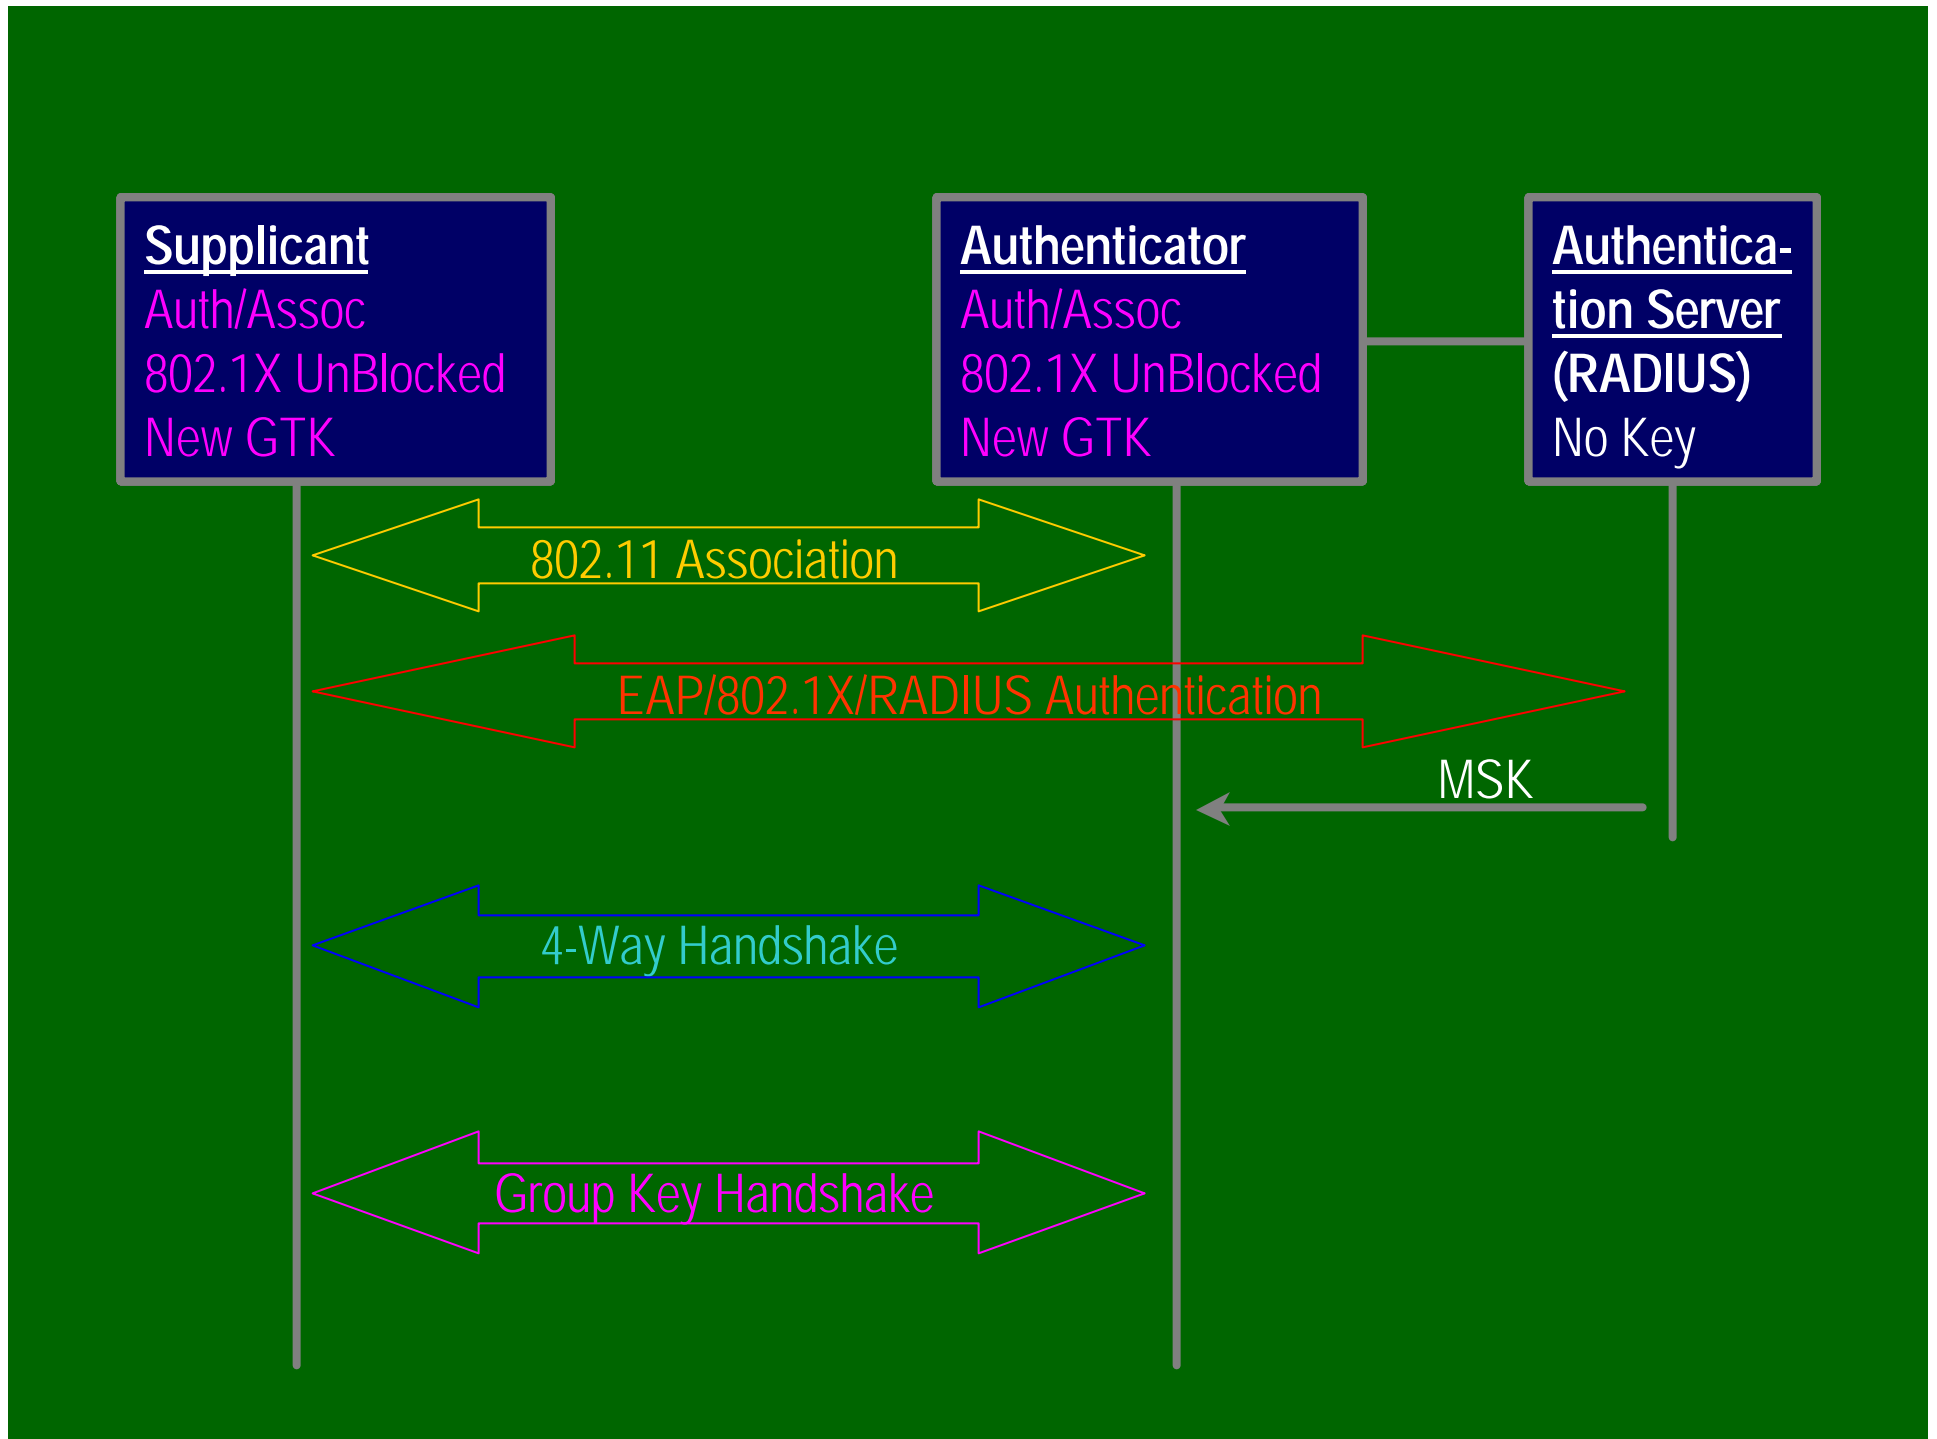 Supplicant
Auth/Assoc
802.1X UnBlocked
New GTK
Authenticator
Auth/Assoc
802.1X UnBlocked
New GTK
Authentica-
tion Server
(RADIUS)
No Key
802.11 Association
EAP/802.1X/RADIUS Authentication
MSK
4-Way Handshake
Group Key Handshake